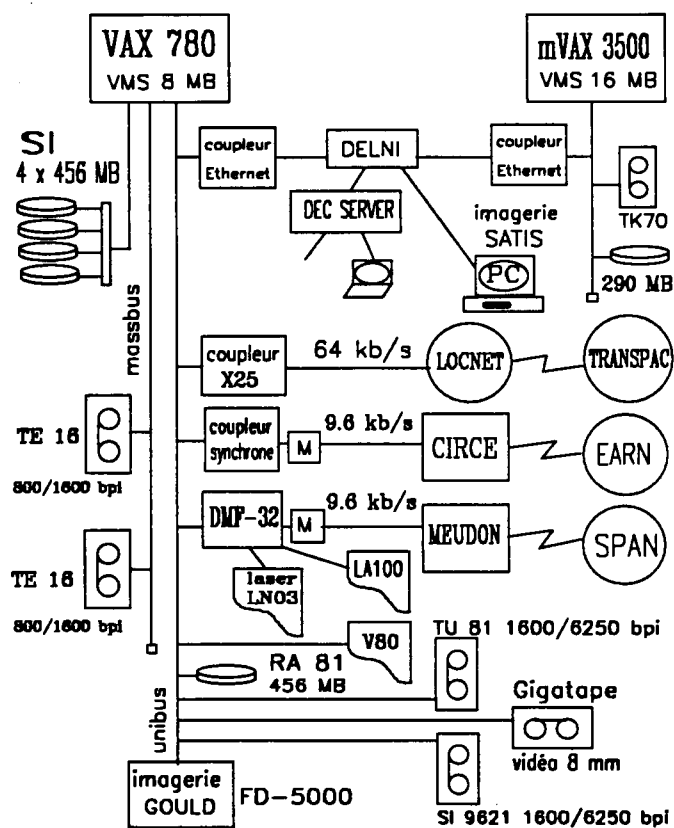 VAX 780
VMS 8 MB
mVAX 3500
VMS 16 MB
SI
4 x 456 MB
coupleur
Ethernet
DELNI
coupleur
Ethernet
DEC SERVER
imagerie
SATIS
PC
TK70
290 MB
massbus
coupleur
X25
64 kb/s
LOCNET
TRANSPAC
TE 16
800/1600 bpi
coupleur
synchrone
M
9.6 kb/s
CIRCE
EARN
DMF-32
M
9.6 kb/s
MEUDON
SPAN
TE 16
800/1600 bpi
laser
LN03
LA100
V80
TU 81 1600/6250 bpi
RA 81
456 MB
unibus
Gigatape
vidéo 8 mm
imagerie
GOULD
FD-5000
SI 9621 1600/6250 bpi